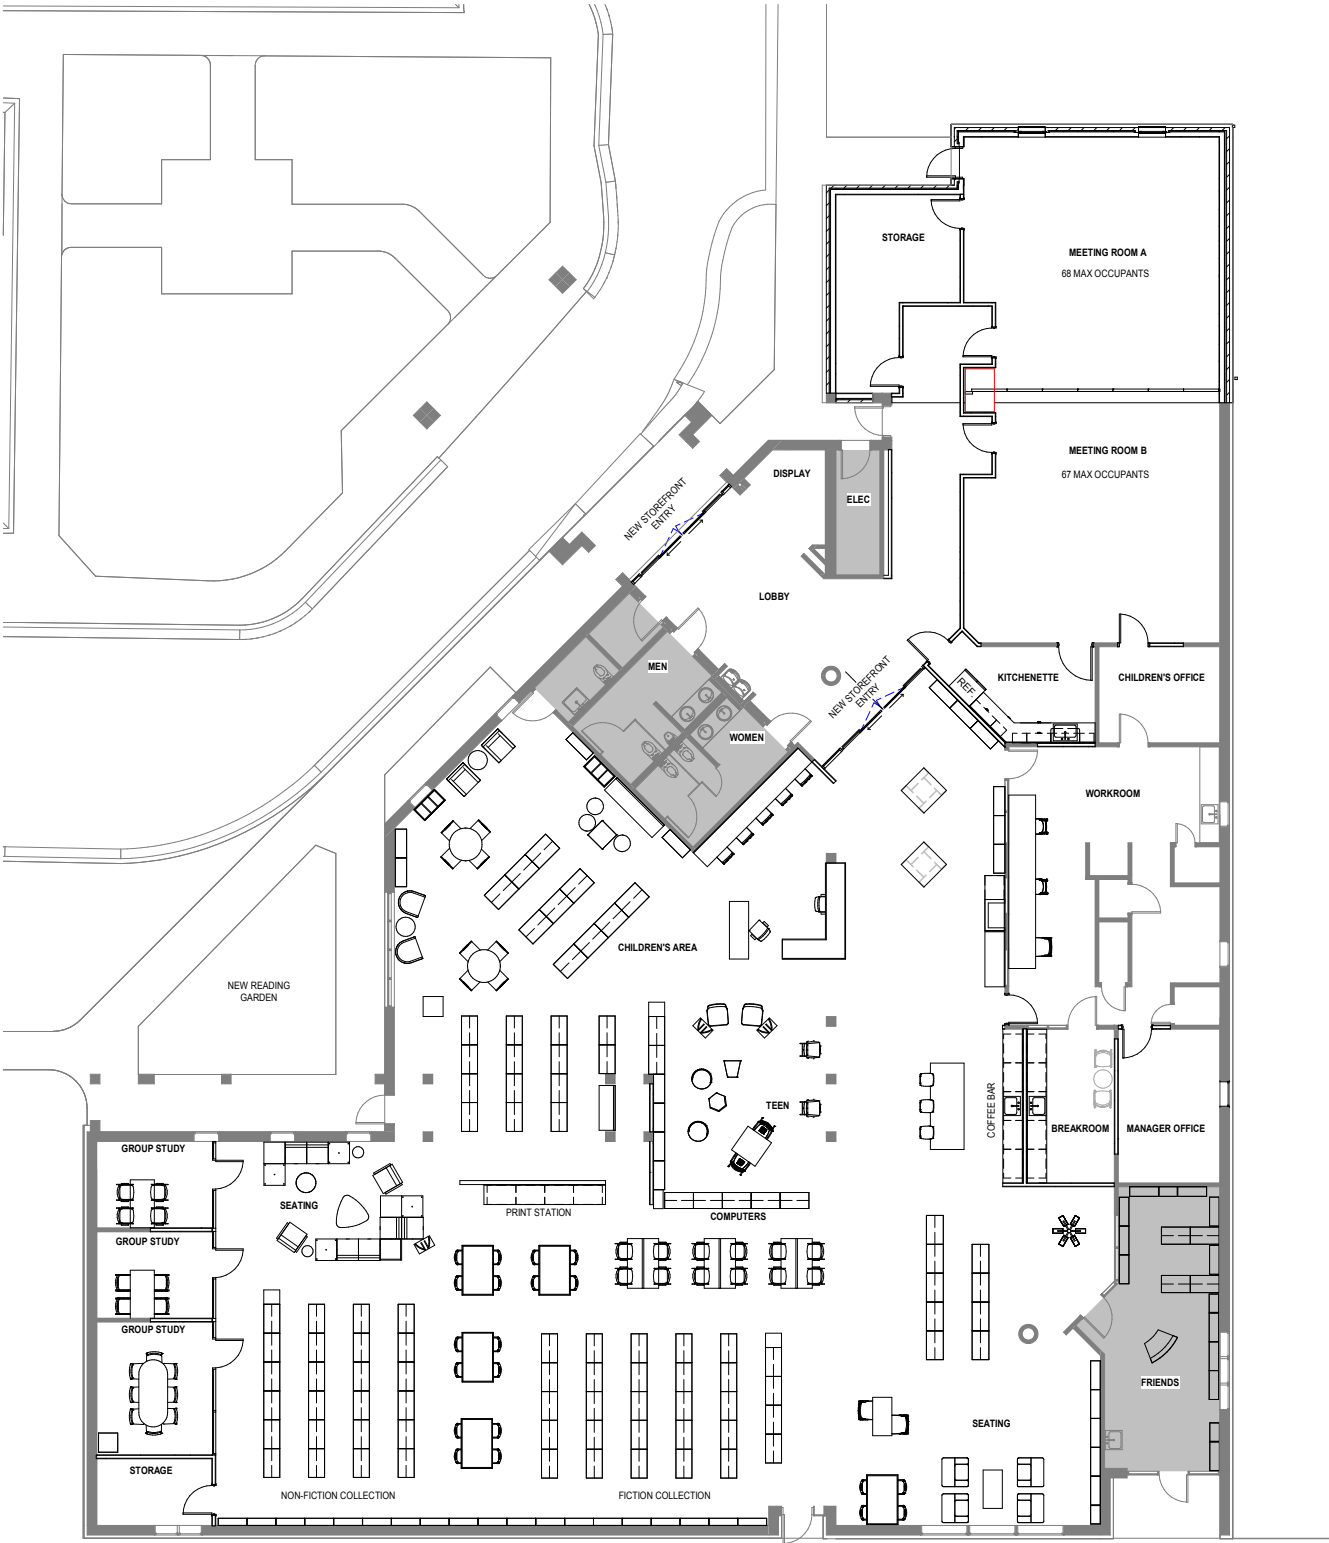 STORAGE
MEETING ROOM A
68 MAX OCCUPANTS
MEETING ROOM B
67 MAX OCCUPANTS
DISPLAY
ELEC
NEW STOREFRONT
ENTRY
LOBBY
MEN
WOMEN
NEW STOREFRONT
ENTRY
REF.
KITCHENETTE
CHILDREN'S OFFICE
WORKROOM
CHILDREN'S AREA
NEW READING
GARDEN
TEEN
COFFEE BAR
BREAKROOM
MANAGER OFFICE
GROUP STUDY
SEATING
PRINT STATION
COMPUTERS
GROUP STUDY
GROUP STUDY
FRIENDS
SEATING
STORAGE
NON-FICTION COLLECTION
FICTION COLLECTION